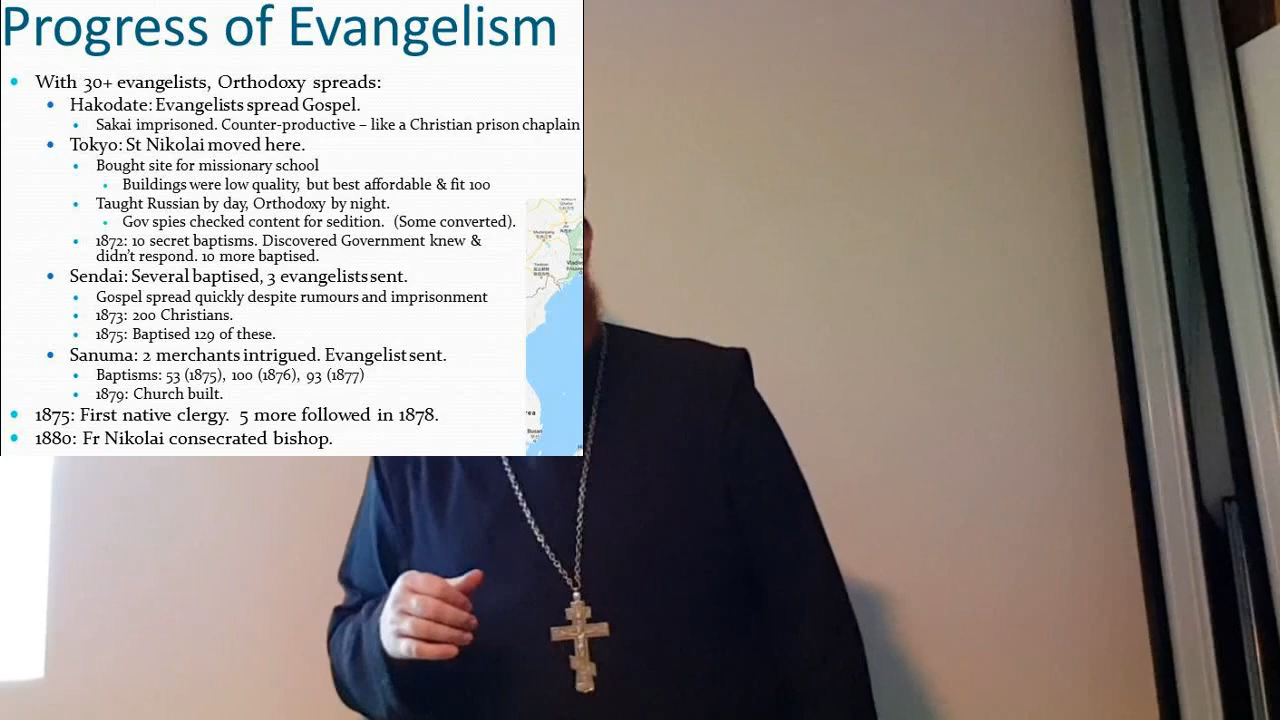 Progress of Evangelism
With 30+ evangelists, Orthodoxy spreads:
Hakodate: Evangelists spread Gospel.
Sakai imprisoned. Counter-productive – like a Christian prison chaplain
Tokyo: St Nikolai moved here.
Bought site for missionary school
Buildings were low quality, but best affordable & fit 100
Taught Russian by day, Orthodoxy by night.
Gov spies checked content for sedition. (Some converted).
1872: 10 secret baptisms. Discovered Government knew &
didn't respond. 10 more baptised.
Sendai: Several baptised, 3 evangelists sent.
Gospel spread quickly despite rumours and imprisonment
1873: 200 Christians.
1875: Baptised 129 of these.
Sanuma: 2 merchants intrigued. Evangelist sent.
Baptisms: 53 (1875), 100 (1876), 93 (1877)
1879: Church built.
1875: First native clergy. 5 more followed in 1878.
1880: Fr Nikolai consecrated bishop.
Busan